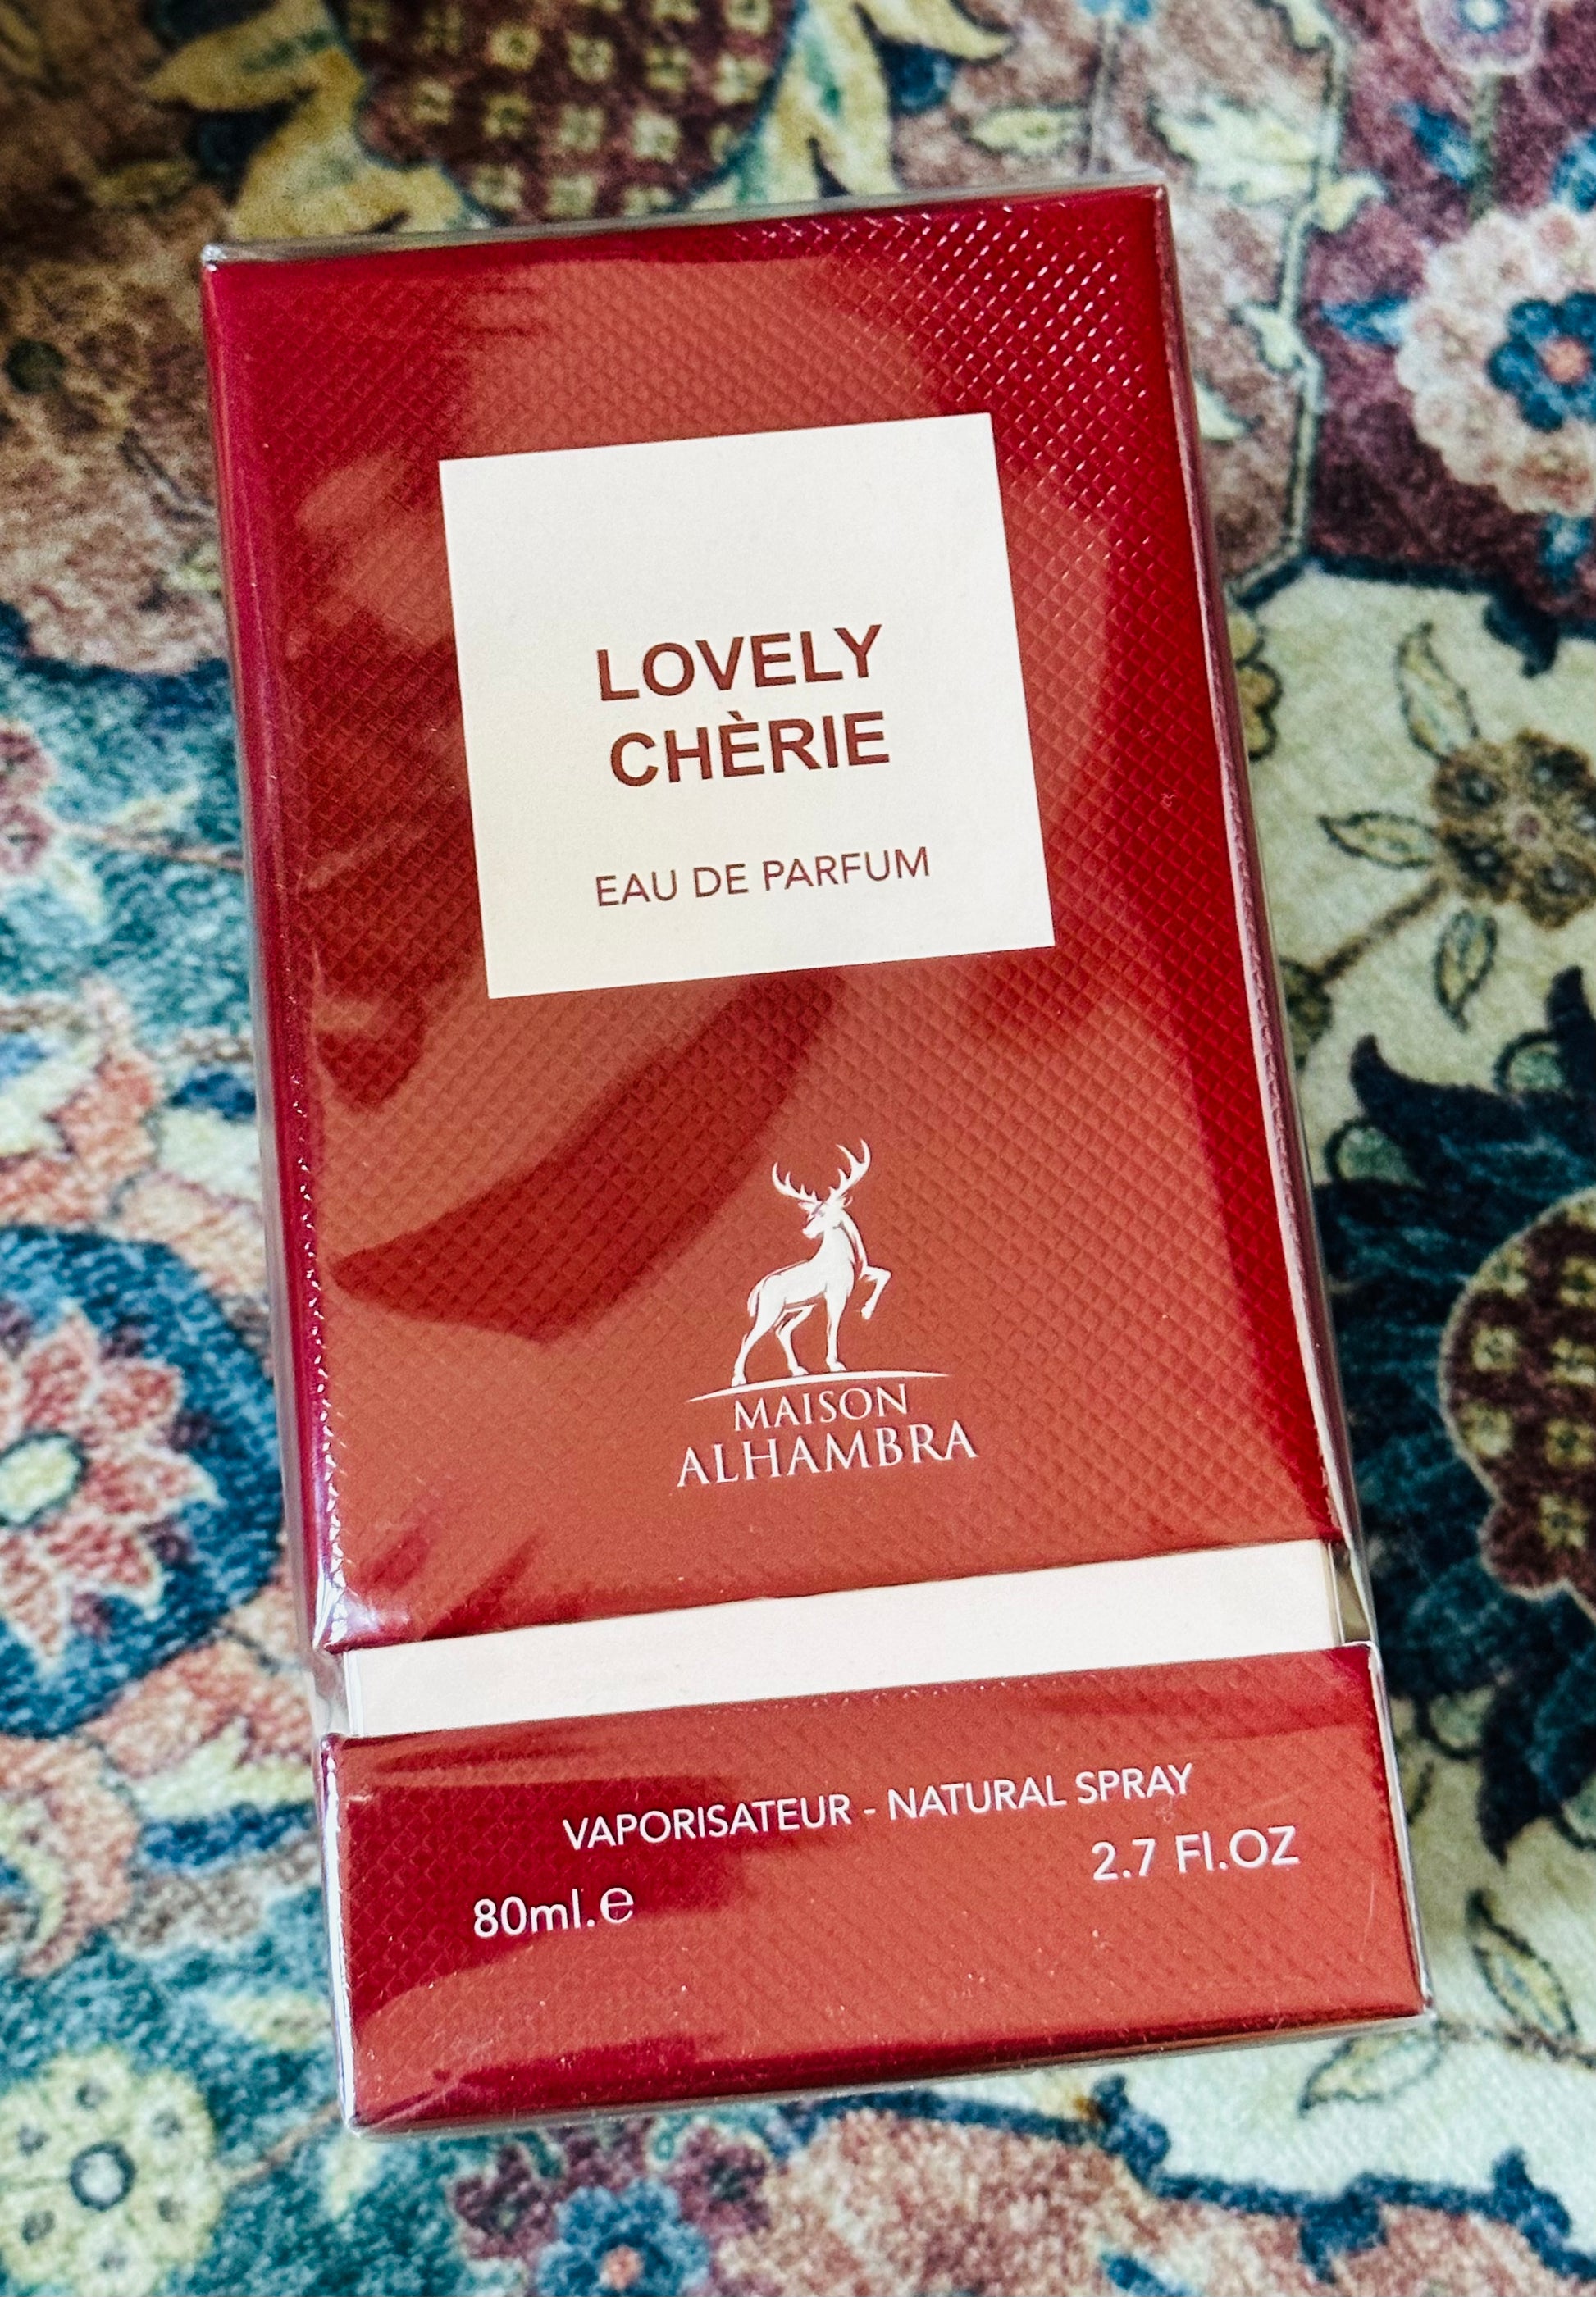 LOVELY
CHÈRIE
EAU DE PARFUM
MAISON
ALHAMBRA
VAPORISATEUR - NATURAL SPRAY
80ml.e
2.7 Fl.OZ